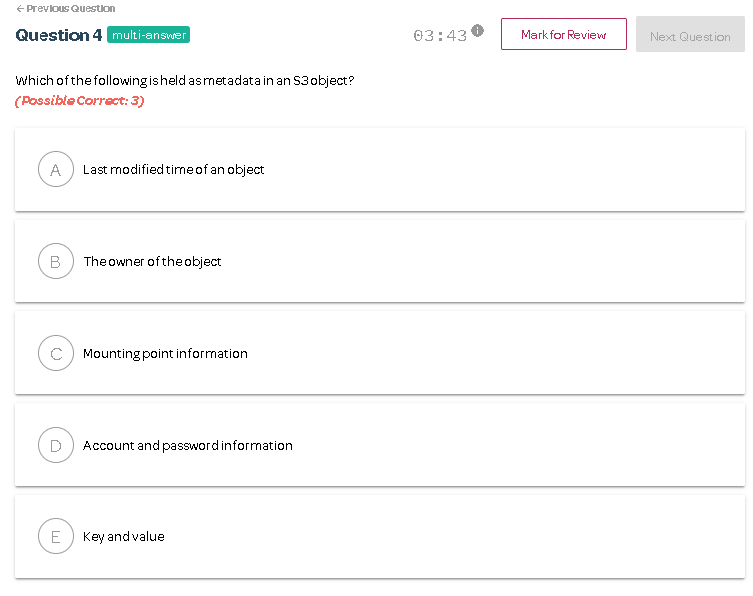 ← Previous Question
Question 4 multi-answer 03:43 i Mark for Review Next Question
Which of the following is held as metadata in an S3 object?
(Possible Correct: 3)
A Last modified time of an object
B The owner of the object
C Mounting point information
D Account and password information
E Key and value